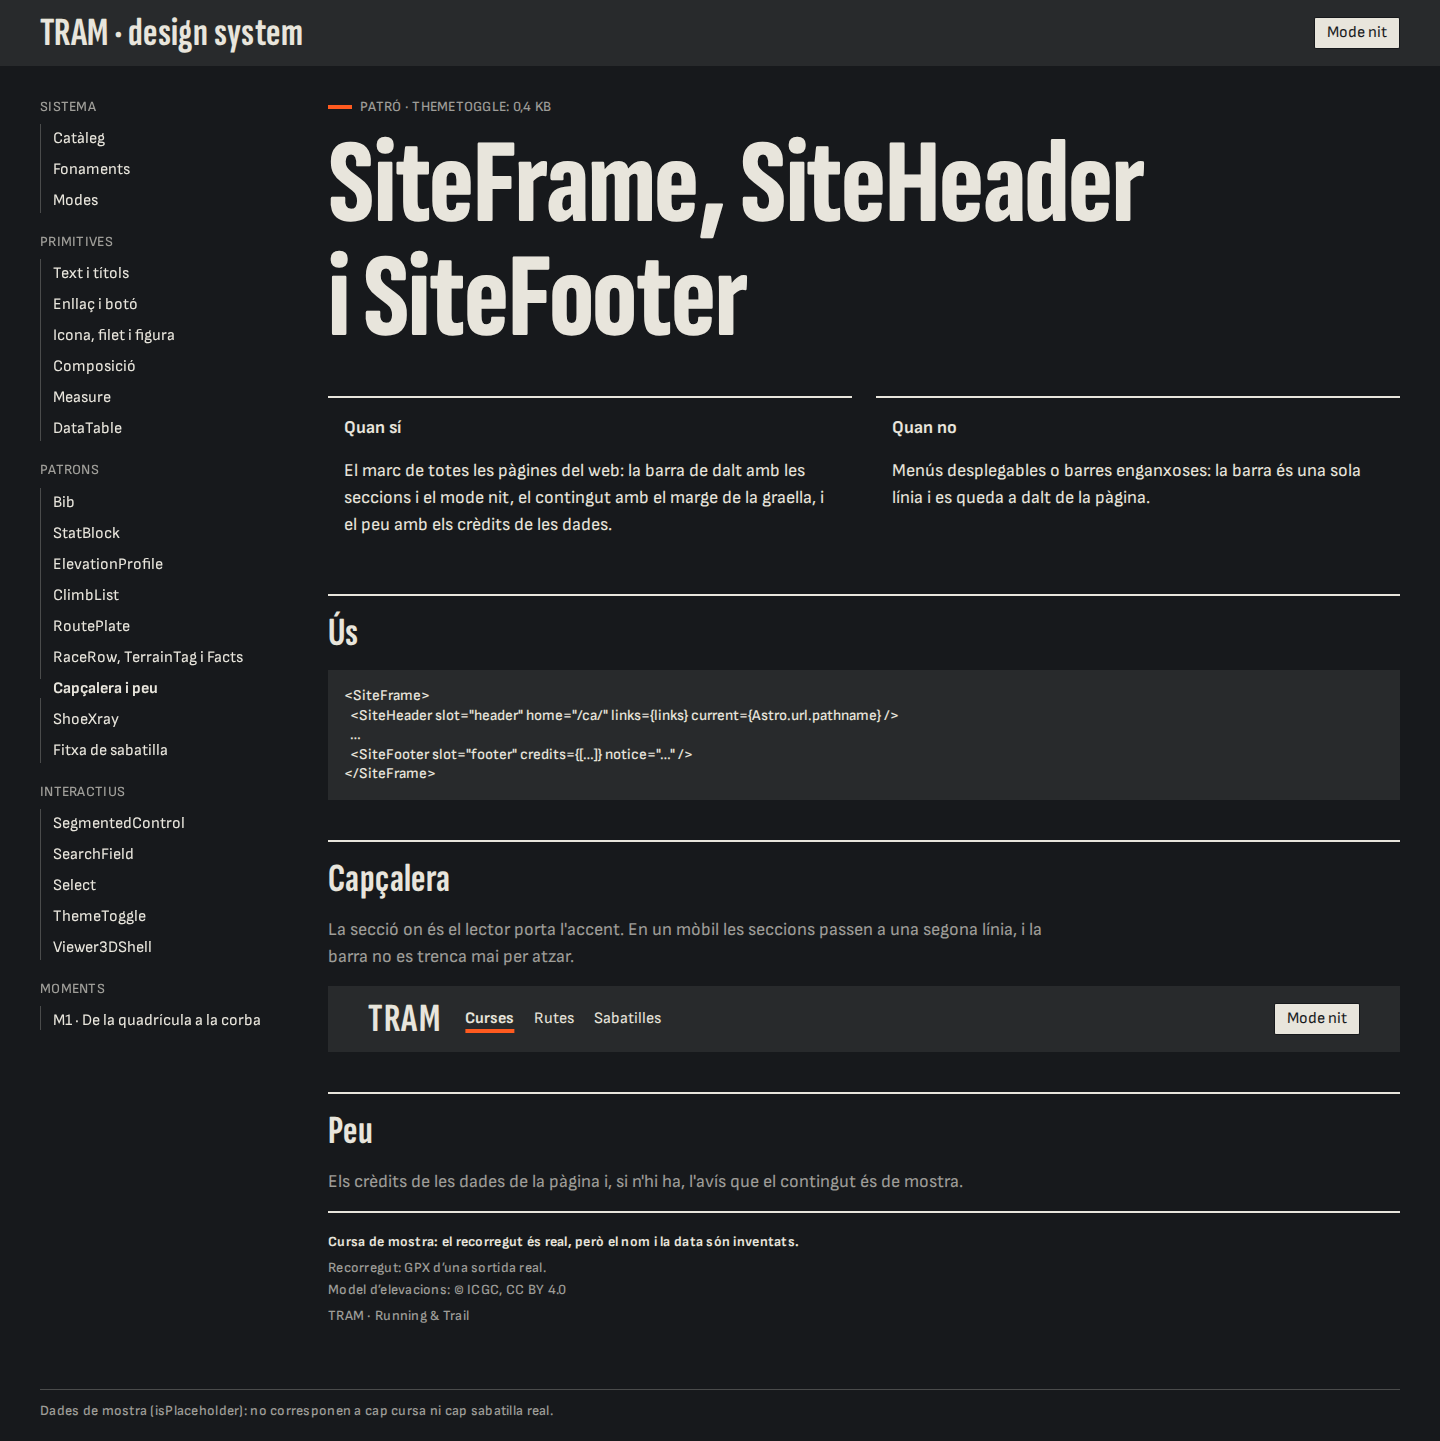 TRAM · design system
Mode nit
SISTEMA
Catàleg
Fonaments
Modes
PRIMITIVES
Text i títols
Enllaç i botó
Icona, filet i figura
Composició
Measure
DataTable
PATRONS
Bib
StatBlock
ElevationProfile
ClimbList
RoutePlate
RaceRow, TerrainTag i Facts
Capçalera i peu
ShoeXray
Fitxa de sabatilla
INTERACTIUS
SegmentedControl
SearchField
Select
ThemeToggle
Viewer3DShell
MOMENTS
M1 · De la quadrícula a la corba
PATRÓ · THEMETOGGLE: 0,4 KB
SiteFrame, SiteHeader
i SiteFooter
Quan sí
El marc de totes les pàgines del web: la barra de dalt amb les
seccions i el mode nit, el contingut amb el marge de la graella, i
el peu amb els crèdits de les dades.
Quan no
Menús desplegables o barres enganxoses: la barra és una sola
línia i es queda a dalt de la pàgina.
Ús
<SiteFrame>
<SiteHeader slot="header" home="/ca/" links={links} current={Astro.url.pathname} />
…
<SiteFooter slot="footer" credits={[…]} notice="…" />
</SiteFrame>
Capçalera
La secció on és el lector porta l'accent. En un mòbil les seccions passen a una segona línia, i la
barra no es trenca mai per atzar.
TRAM Curses Rutes Sabatilles Mode nit
Peu
Els crèdits de les dades de la pàgina i, si n'hi ha, l'avís que el contingut és de mostra.
Cursa de mostra: el recorregut és real, però el nom i la data són inventats.
Recorregut: GPX d’una sortida real.
Model d’elevacions: © ICGC, CC BY 4.0
TRAM · Running & Trail
Dades de mostra (isPlaceholder): no corresponen a cap cursa ni cap sabatilla real.